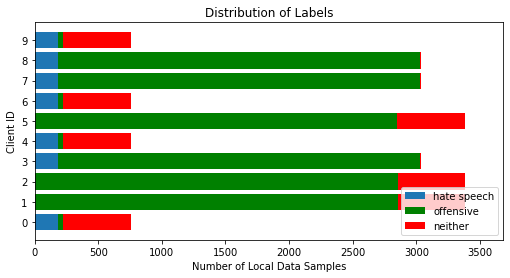 Distribution of Labels
Client ID
9
8
7
6
5
4
3
2
1
0
hate speech
offensive
neither
0 500 1000 1500 2000 2500 3000 3500
Number of Local Data Samples